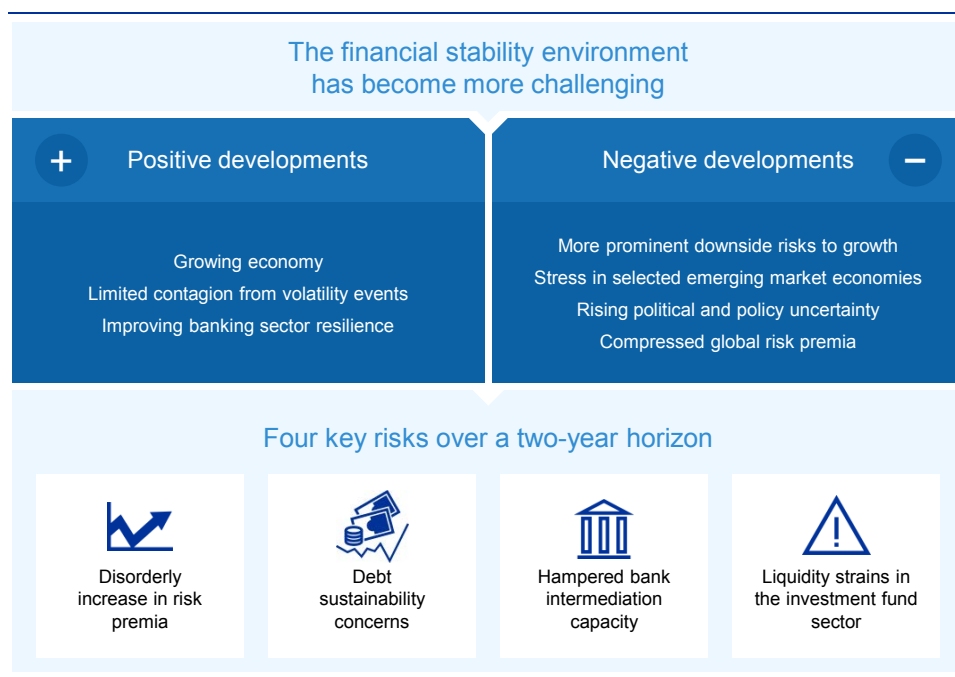 The financial stability environment
has become more challenging
+ Positive developments
Negative developments −
Growing economy
Limited contagion from volatility events
Improving banking sector resilience
More prominent downside risks to growth
Stress in selected emerging market economies
Rising political and policy uncertainty
Compressed global risk premia
Four key risks over a two-year horizon
Disorderly
increase in risk
premia
Debt
sustainability
concerns
Hampered bank
intermediation
capacity
Liquidity strains in
the investment fund
sector